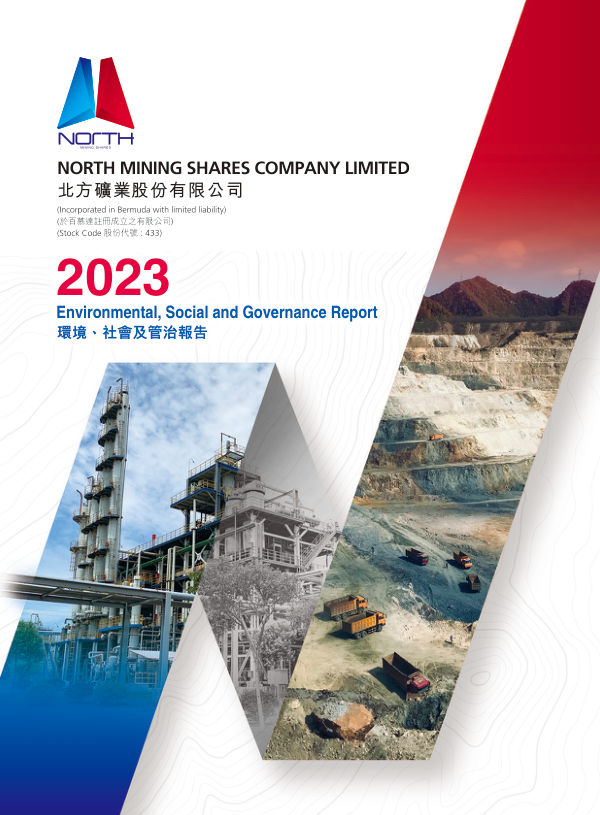 NORTH
MINING SHARES
NORTH MINING SHARES COMPANY LIMITED
北方礦業股份有限公司
(Incorporated in Bermuda with limited liability)
(於百慕達註冊成立之有限公司)
(Stock Code 股份代號 : 433)
2023
Environmental, Social and Governance Report
環境、社會及管治報告